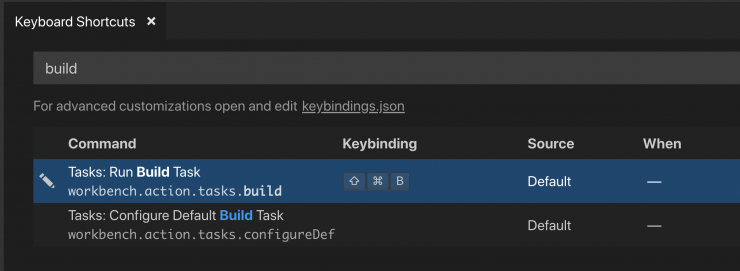 Keyboard Shortcuts ×
build
For advanced customizations open and edit keybindings.json
Command Keybinding Source When
Tasks: Run Build Task
⇧ ⌘ B Default —
workbench.action.tasks.build
Tasks: Configure Default Build Task
Default —
workbench.action.tasks.configureDef